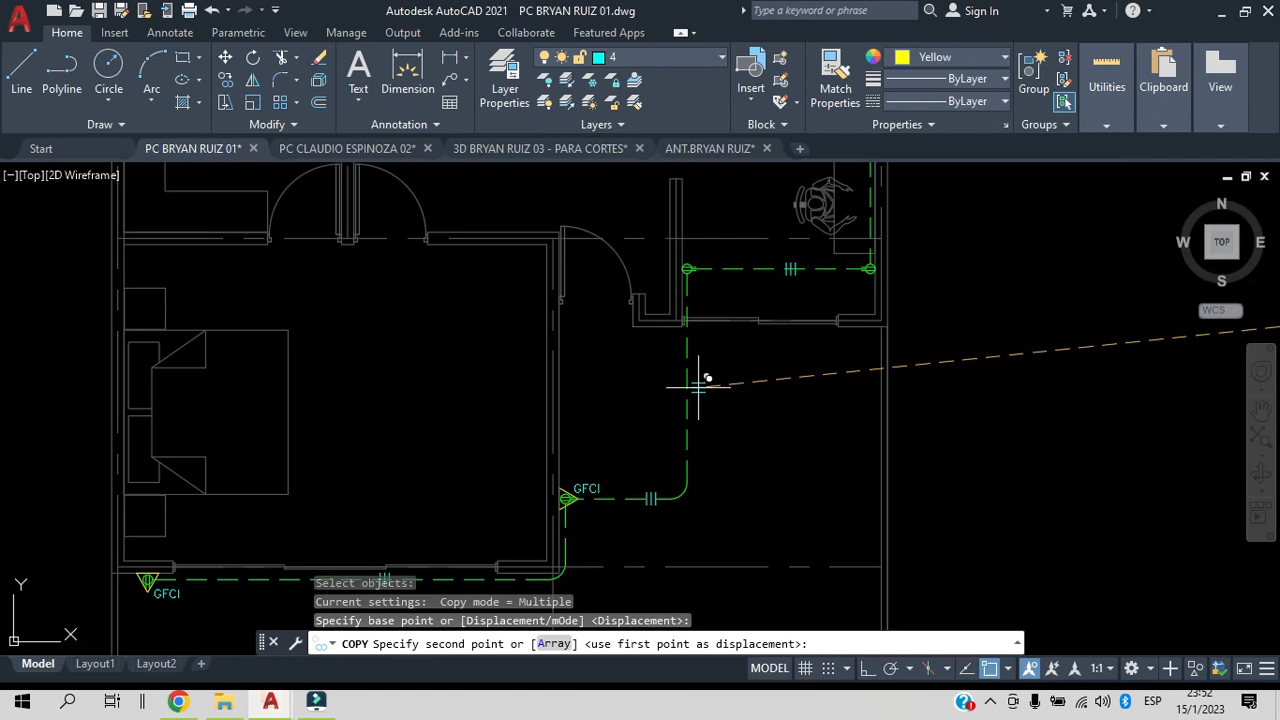 Autodesk AutoCAD 2021 PC BRYAN RUIZ 01.dwg
Type a keyword or phrase
Sign In
Home Insert Annotate Parametric View Manage Output Add-ins Collaborate Featured Apps
Line Polyline Circle Arc
Text Dimension
Layer
Properties
4
Insert
Match
Properties
Yellow
ByLayer
ByLayer
Group
Utilities Clipboard View
Draw Modify Annotation Layers Block Properties Groups
Start PC BRYAN RUIZ 01* PC CLAUDIO ESPINOZA 02* 3D BRYAN RUIZ 03 - PARA CORTES* ANT.BRYAN RUIZ*
[−][Top][2D Wireframe]
N
W TOP E
S
WCS
GFCI
GFCI
Y
X
Select objects:
Current settings: Copy mode = Multiple
Specify base point or [Displacement/mOde] <Displacement>:
COPY Specify second point or [Array] <use first point as displacement>:
Model Layout1 Layout2
MODEL
1:1
ESP
23:52
15/1/2023